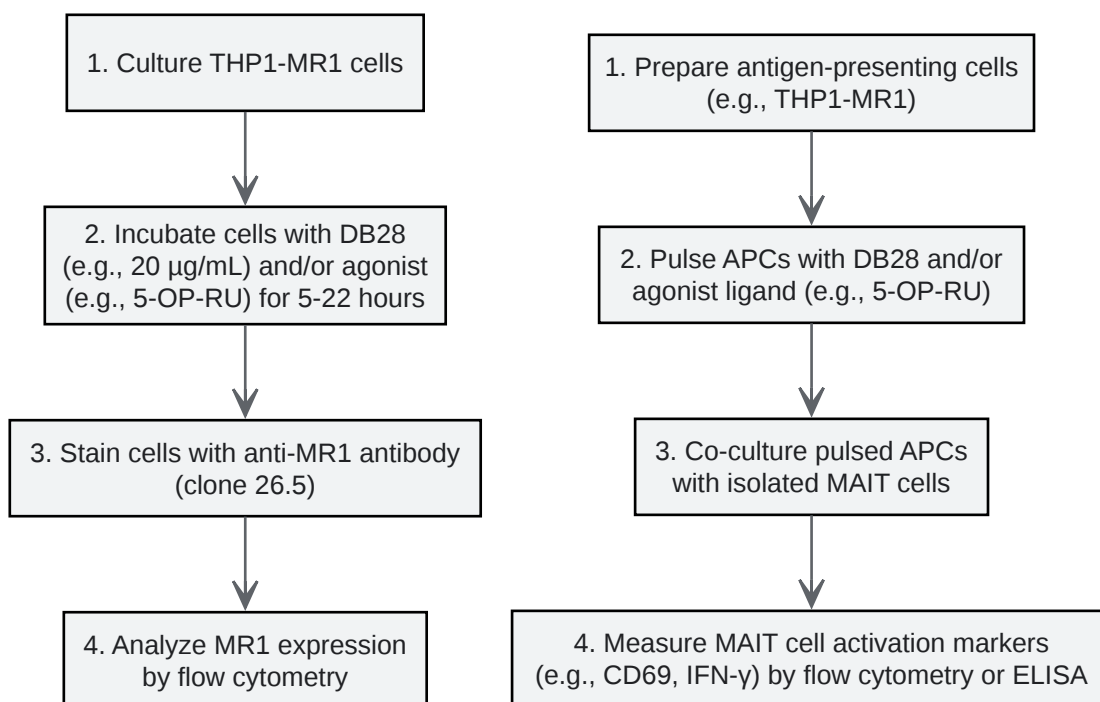 1. Culture THP1-MR1 cells
2. Incubate cells with DB28
(e.g., 20 µg/mL) and/or agonist
(e.g., 5-OP-RU) for 5-22 hours
3. Stain cells with anti-MR1 antibody
(clone 26.5)
4. Analyze MR1 expression
by flow cytometry
1. Prepare antigen-presenting cells
(e.g., THP1-MR1)
2. Pulse APCs with DB28 and/or
agonist ligand (e.g., 5-OP-RU)
3. Co-culture pulsed APCs
with isolated MAIT cells
4. Measure MAIT cell activation markers
(e.g., CD69, IFN-γ) by flow cytometry or ELISA